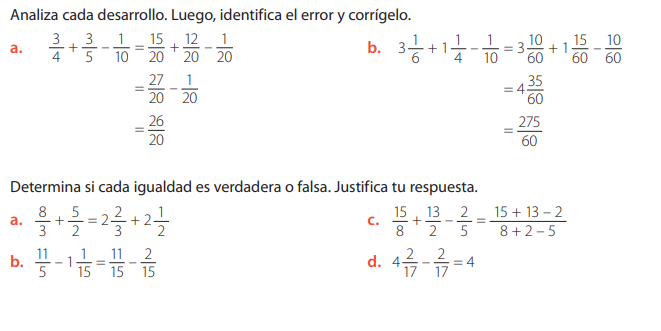 Analiza cada desarrollo. Luego, identifica el error y corrígelo.
a. 3/4 + 3/5 − 1/10 = 15/20 + 12/20 − 1/20
= 27/20 − 1/20
= 26/20
b. 3 1/6 + 1 1/4 − 1/10 = 3 10/60 + 1 15/60 − 10/60
= 4 35/60
= 275/60
Determina si cada igualdad es verdadera o falsa. Justifica tu respuesta.
a. 8/3 + 5/2 = 2 2/3 + 2 1/2
b. 11/5 − 1 1/15 = 11/15 − 2/15
c. 15/8 + 13/2 − 2/5 = 15 + 13 − 2/8 + 2 − 5
d. 4 2/17 − 2/17 = 4